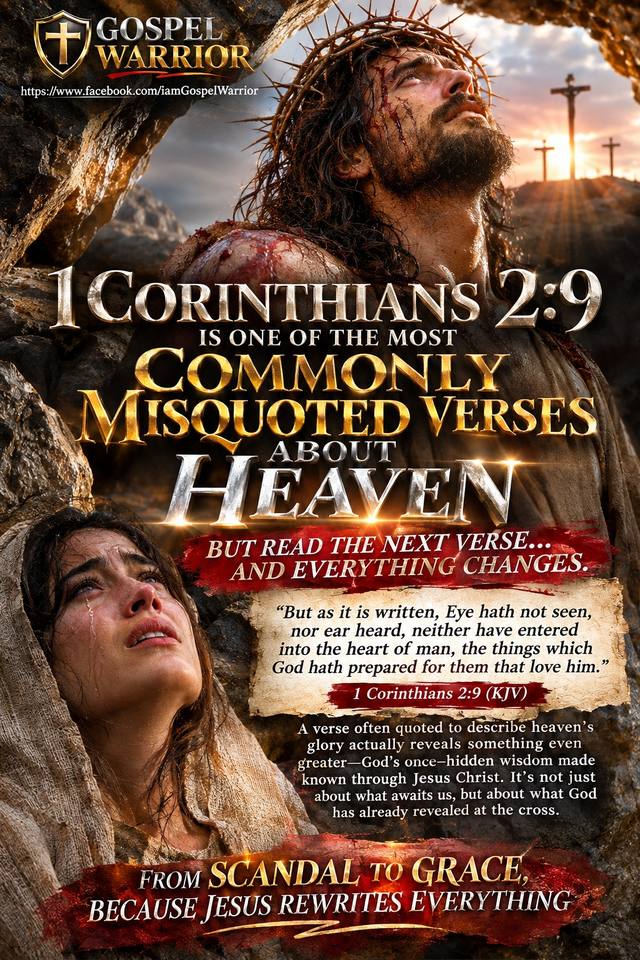 GOSPEL
WARRIOR
https://www.facebook.com/iamGospelWarrior
1 CORINTHIANS 2:9
IS ONE OF THE MOST
COMMONLY
MISQUOTED VERSES
ABOUT
HEAVEN
BUT READ THE NEXT VERSE...
AND EVERYTHING CHANGES.
“But as it is written, Eye hath not seen,
nor ear heard, neither have entered
into the heart of man, the things which
God hath prepared for them that love him.”
1 Corinthians 2:9 (KJV)
A verse often quoted to describe heaven’s
glory actually reveals something even
greater—God’s once–hidden wisdom made
known through Jesus Christ. It’s not just
about what awaits us, but about what God
has already revealed at the cross.
FROM SCANDAL TO GRACE,
BECAUSE JESUS REWRITES EVERYTHING